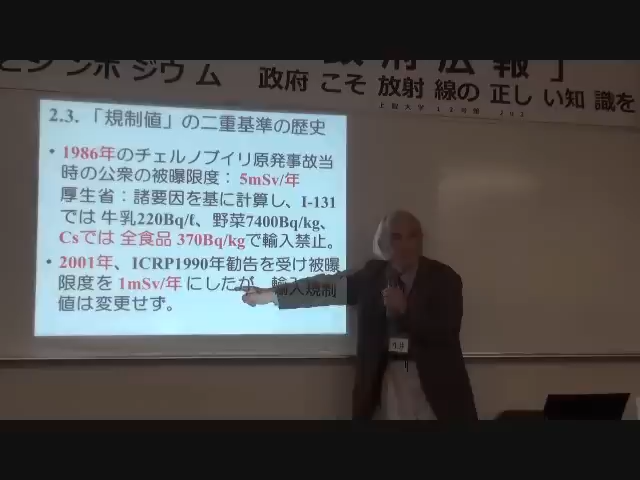 シンポジウム
政府広報」
政府こそ放射線の正しい知識を
2.3. 「規制値」の二重基準の歴史
• 1986年のチェルノブイリ原発事故当
時の公衆の被曝限度： 5mSv/年
厚生省：諸要因を基に計算し、I-131
では 牛乳220Bq/ℓ、野菜7400Bq/kg、
Csでは 全食品 370Bq/kgで輸入禁止。
• 2001年、ICRP1990年勧告を受け被曝
限度を 1mSv/年 にしたが、輸入規制
値は変更せず。